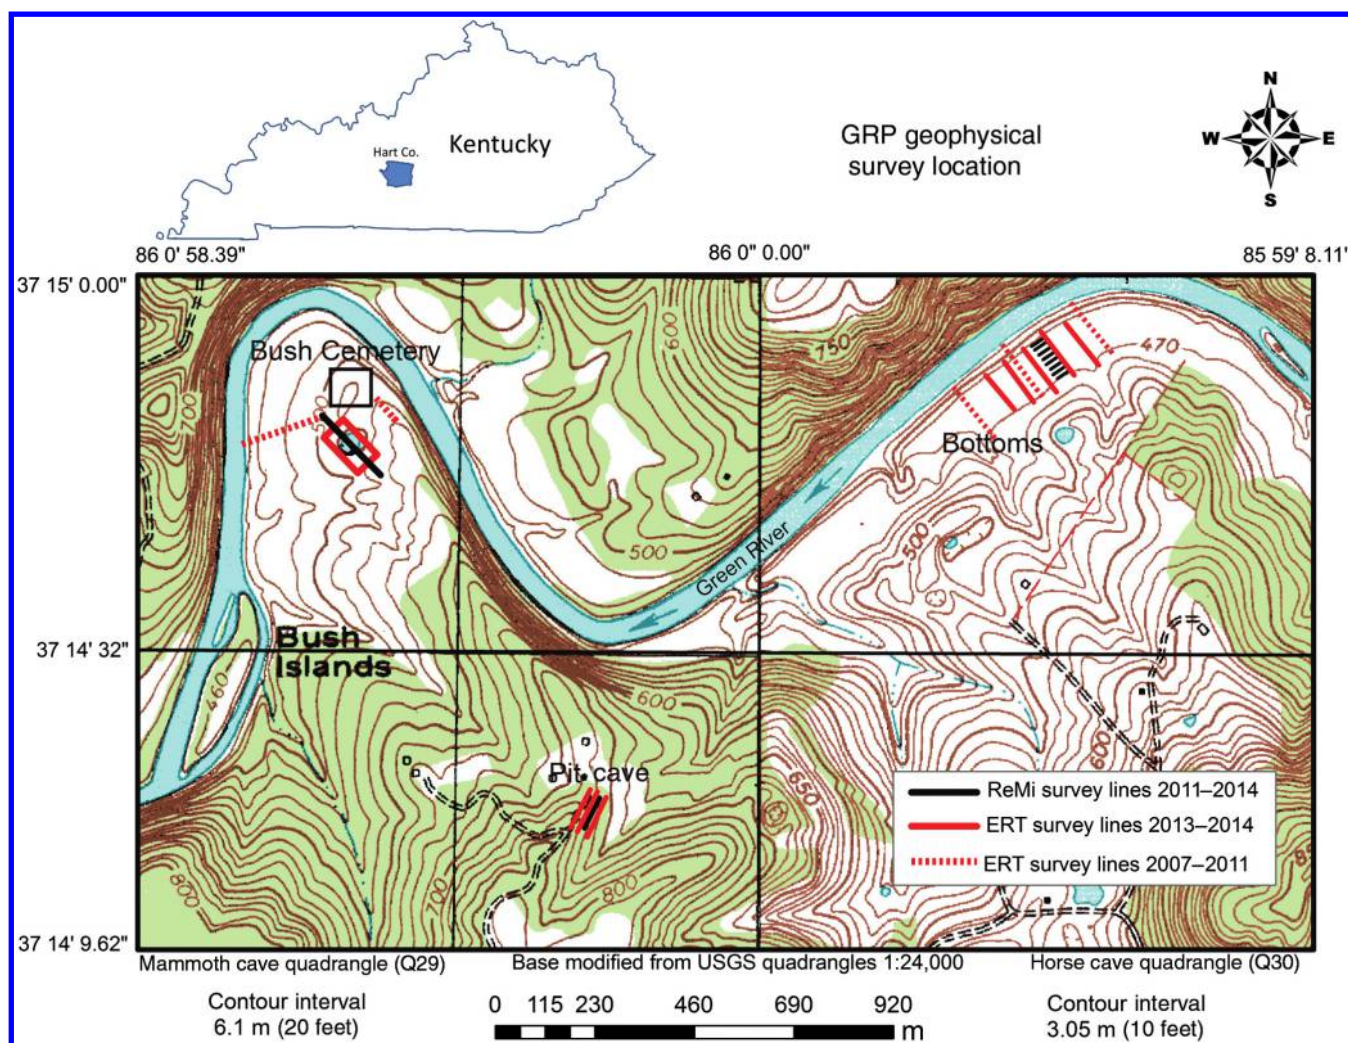 N
W E
S
Hart Co.
Kentucky
GRP geophysical
survey location
86 0' 58.39"
86 0" 0.00"
85 59' 8.11"
37 15' 0.00"
37 14' 32"
37 14' 9.62"
Bush Cemetery
700
600
750
470
Bottoms
500
500
Green River
Bush
Islands
460
600
Pit cave
650
600
800
700
800
ReMi survey lines 2011–2014
ERT survey lines 2013–2014
ERT survey lines 2007–2011
Mammoth cave quadrangle (Q29)
Base modified from USGS quadrangles 1:24,000
Horse cave quadrangle (Q30)
Contour interval
6.1 m (20 feet)
0 115 230 460 690 920
m
Contour interval
3.05 m (10 feet)